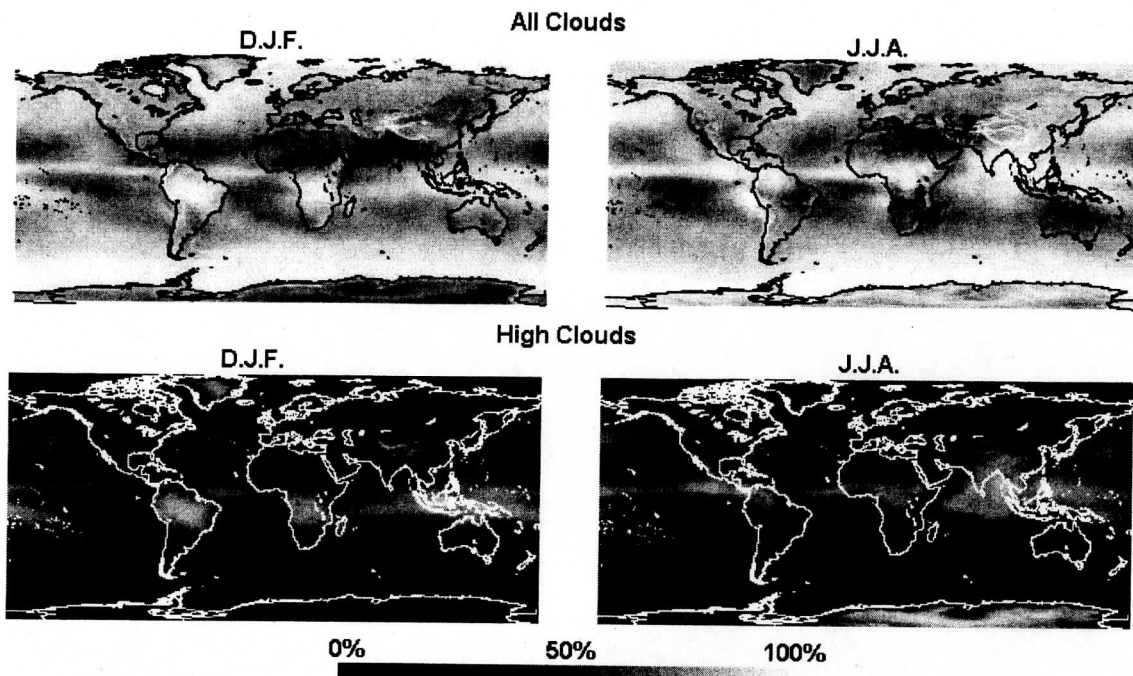 All Clouds
D.J.F.
J.J.A.
High Clouds
D.J.F.
J.J.A.
0% 50% 100%